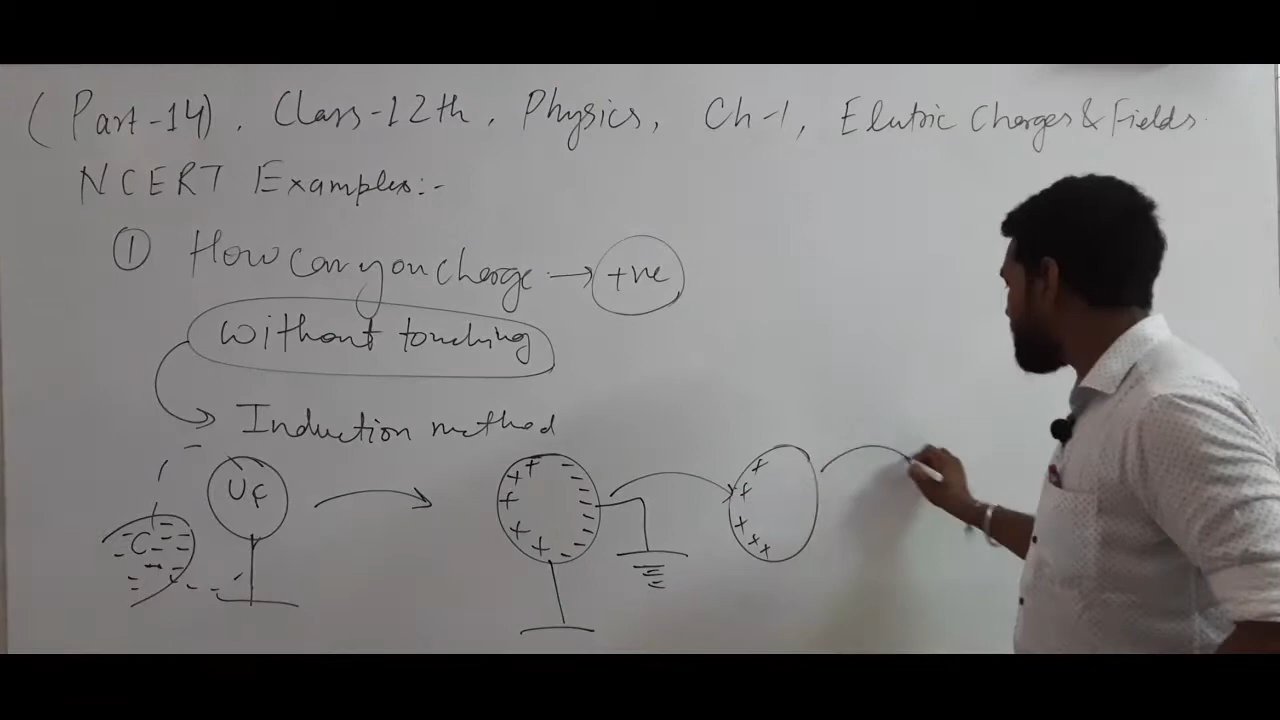 (Part-14), Class-12th, Physics, Ch-1, Electric Charges & Fields.
NCERT Examples:-
① How can you charge → +ve
without touching
Induction method
C
Uf